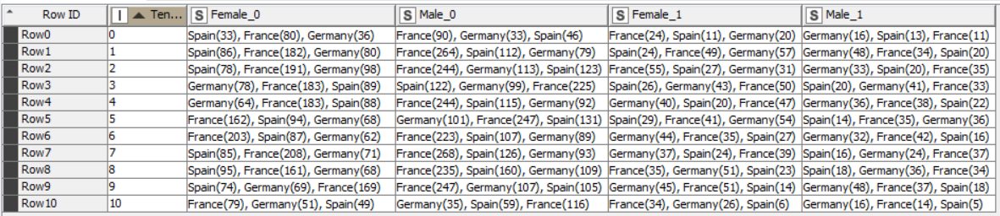 Row ID I Ten... S Female_0 S Male_0 S Female_1 S Male_1
Row0 0 Spain(33), France(80), Germany(36) France(90), Germany(33), Spain(46) France(24), Spain(11), Germany(20) Germany(16), Spain(13), France(11)
Row1 1 Spain(86), France(182), Germany(80) France(264), Spain(112), Germany(79) Spain(24), France(49), Germany(57) Germany(48), France(34), Spain(20)
Row2 2 Spain(78), France(191), Germany(98) France(244), Germany(113), Spain(123) France(55), Spain(27), Germany(31) Germany(33), Spain(20), France(35)
Row3 3 Germany(78), France(183), Spain(89) Spain(122), Germany(99), France(225) Spain(26), Germany(43), France(50) Spain(20), Germany(41), France(33)
Row4 4 Germany(64), France(183), Spain(88) France(244), Spain(115), Germany(92) Germany(40), Spain(20), France(47) Germany(36), France(38), Spain(22)
Row5 5 France(162), Spain(94), Germany(68) Germany(101), France(247), Spain(131) Spain(29), France(41), Germany(54) Spain(14), France(35), Germany(36)
Row6 6 France(203), Spain(87), Germany(62) France(223), Spain(107), Germany(89) Germany(44), France(35), Spain(27) Germany(32), France(42), Spain(16)
Row7 7 Spain(85), France(208), Germany(71) France(268), Spain(126), Germany(93) Germany(37), Spain(24), France(39) Spain(16), Germany(24), France(37)
Row8 8 Spain(95), France(161), Germany(68) France(235), Spain(160), Germany(109) France(35), Germany(51), Spain(23) Spain(18), Germany(36), France(34)
Row9 9 Spain(74), Germany(69), France(169) France(247), Germany(107), Spain(105) Germany(45), France(51), Spain(14) Germany(48), France(37), Spain(18)
Row10 10 France(79), Germany(51), Spain(49) Germany(35), Spain(59), France(116) France(34), Germany(26), Spain(6) Germany(16), France(14), Spain(5)